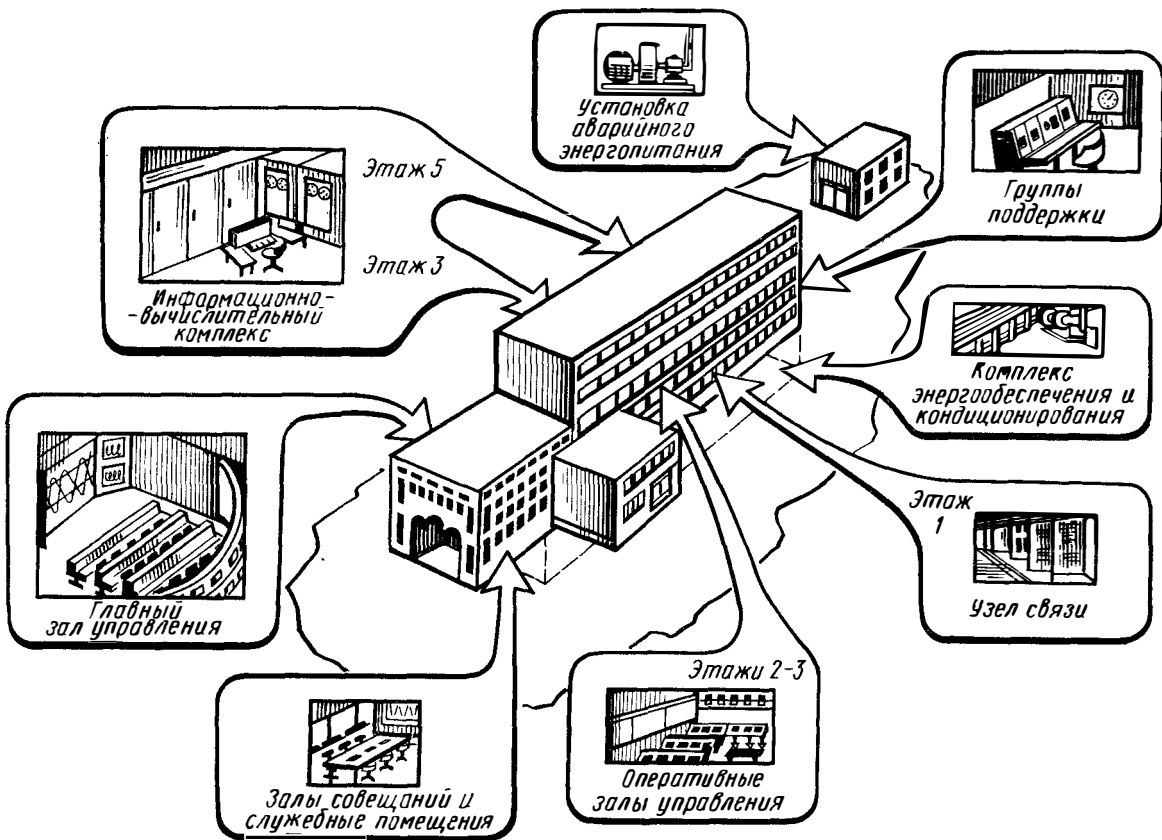 Установка
аварийного
энергопитания
Группы
поддержки
Этаж 5
Этаж 3
Информационно-
-вычислительный
комплекс
Комплекс
энергообеспечения и
кондиционирования
Главный
зал управления
Этаж
1
Узел связи
Этажи 2-3
Оперативные
залы управления
Залы совещаний и
служебные помещения